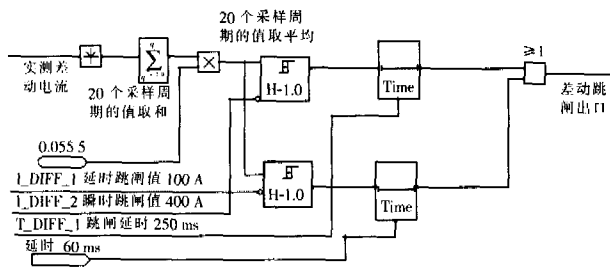 20 个采样周
期的值取平均
≥1
实测差
动电流
20 个采样周
期的值取和
H-1.0
Time
差动跳
闸出口
0.055 5
I_DIFF_1 延时跳闸值 100 A
I_DIFF_2 瞬时跳闸值 400 A
H-1.0
Time
T_DIFF_1 跳闸延时 250 ms
延时 60 ms